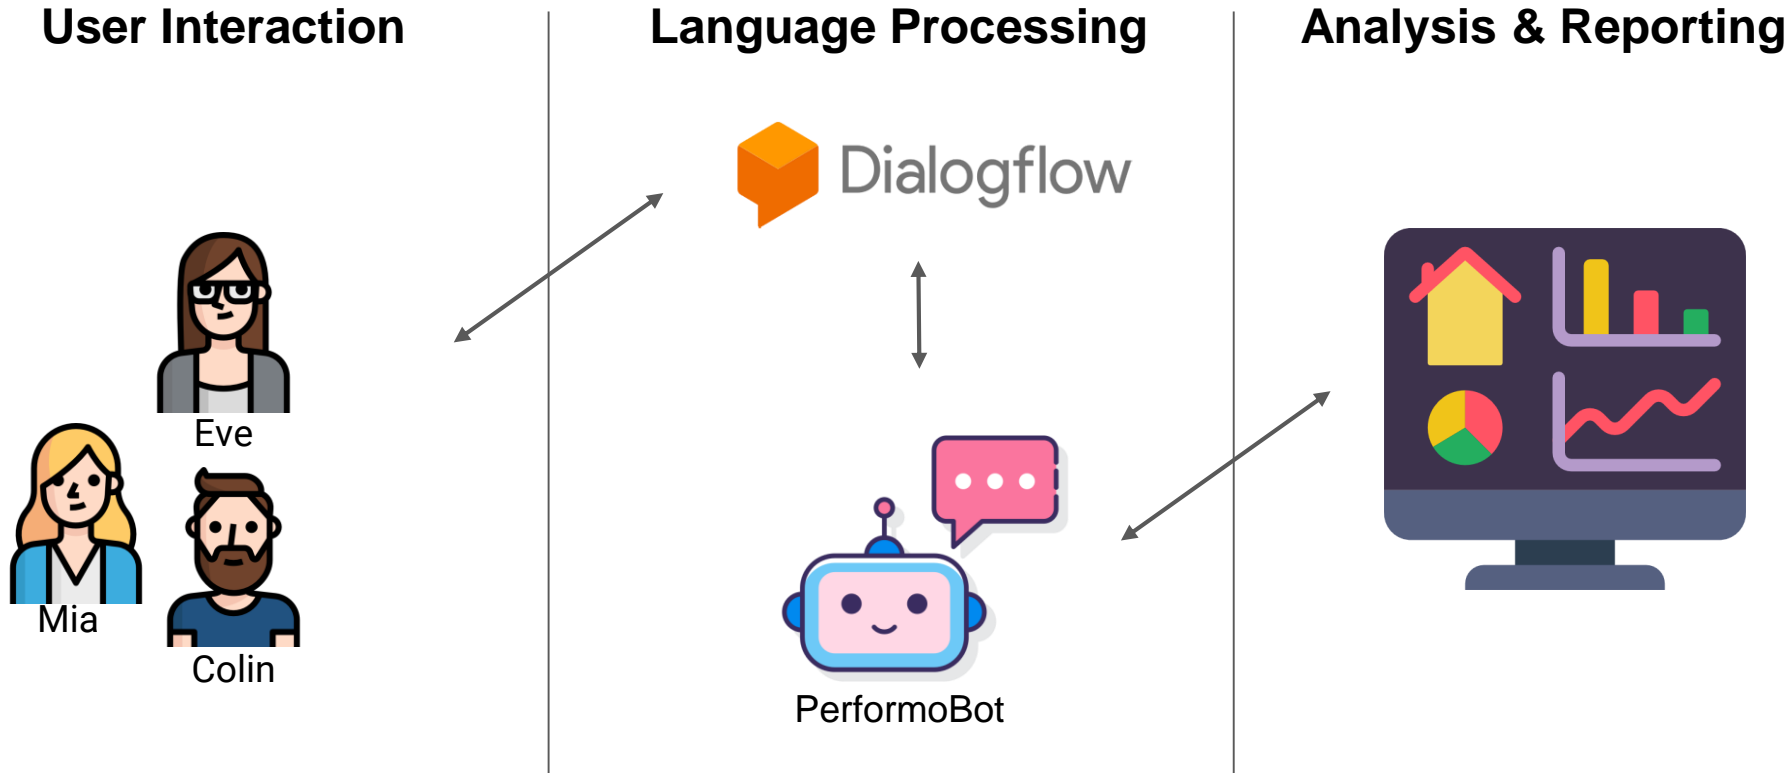 User Interaction
Language Processing
Analysis & Reporting
Dialogflow
Eve
Mia
Colin
PerformoBot